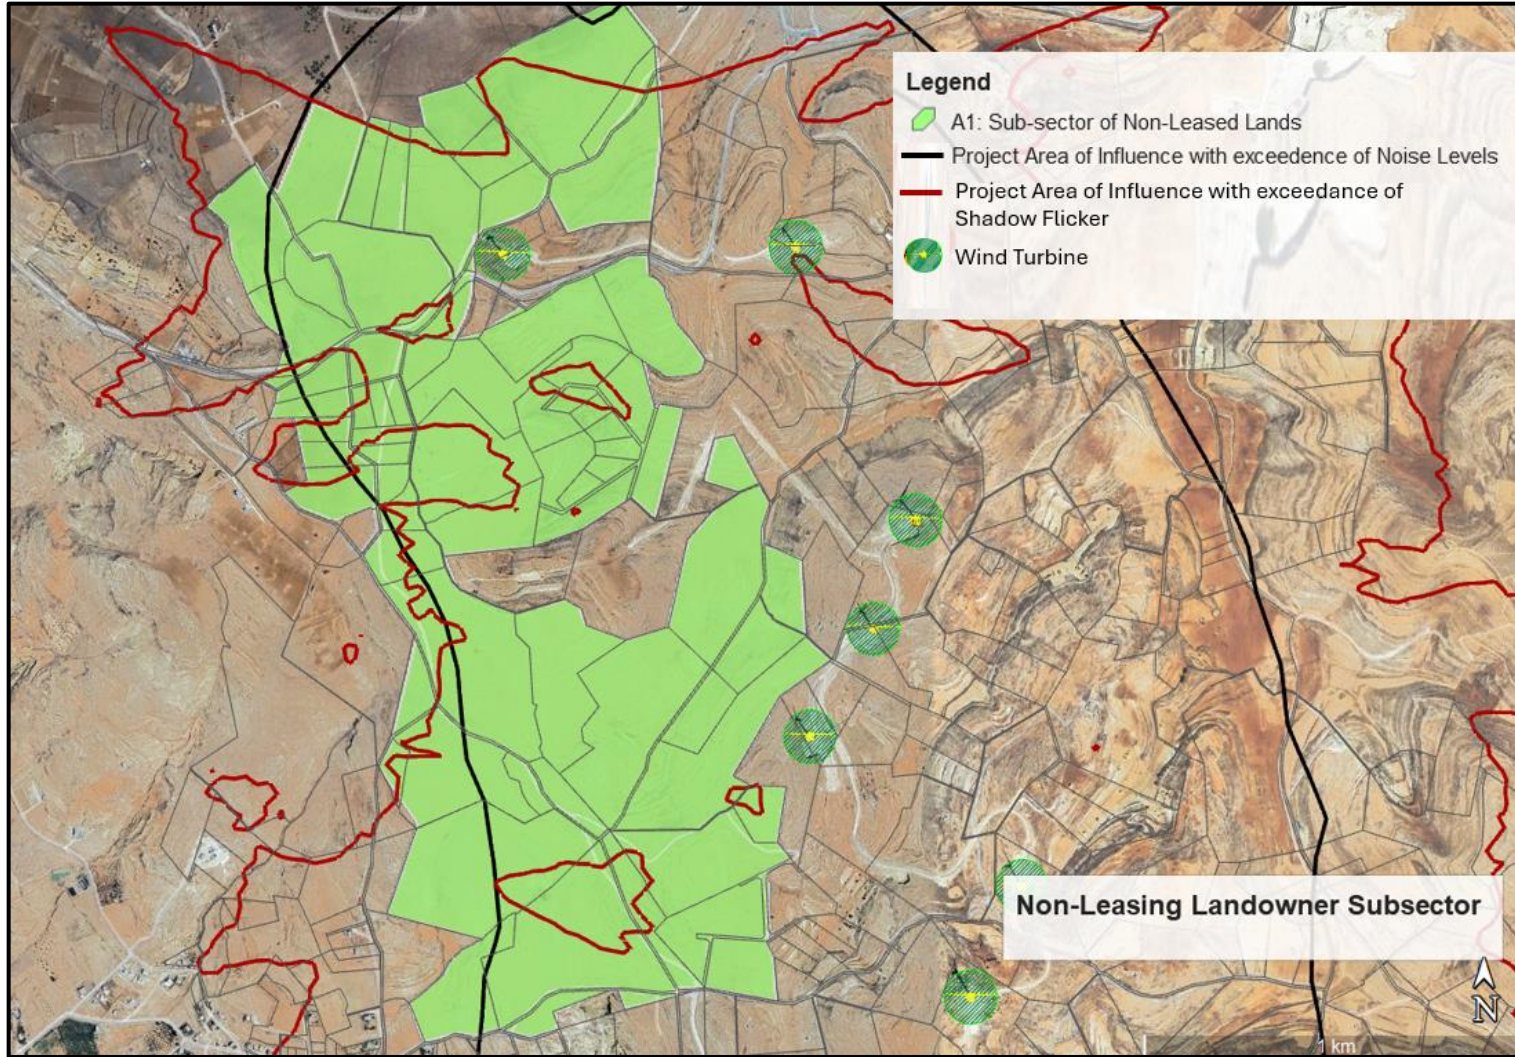 Legend
A1: Sub-sector of Non-Leased Lands
Project Area of Influence with exceedence of Noise Levels
Project Area of Influence with exceedance of
Shadow Flicker
Wind Turbine
Non-Leasing Landowner Subsector
N
1 km